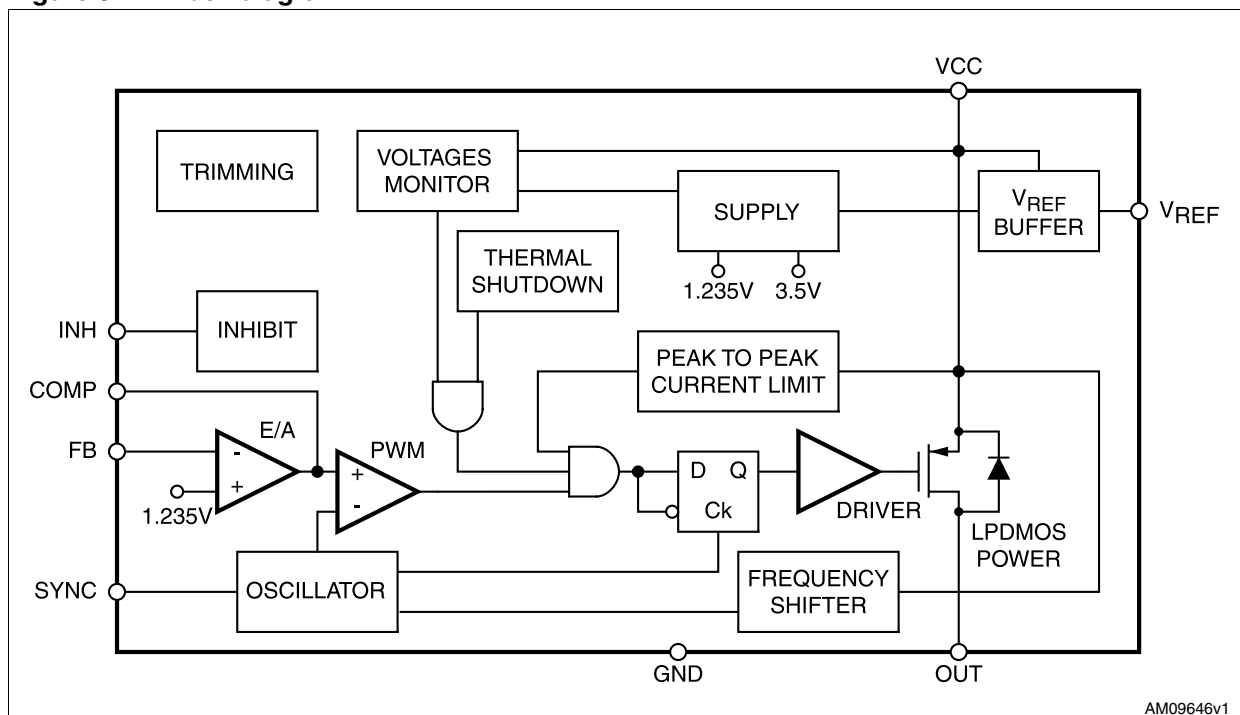 VCC
TRIMMING
VOLTAGES
MONITOR
SUPPLY
VREF
BUFFER
VREF
THERMAL
SHUTDOWN
1.235V 3.5V
INH
INHIBIT
PEAK TO PEAK
CURRENT LIMIT
COMP
E/A
FB
-
+
1.235V
PWM
+
-
D Q
Ck
DRIVER
LPDMOS
POWER
SYNC
OSCILLATOR
FREQUENCY
SHIFTER
GND
OUT
AM09646v1